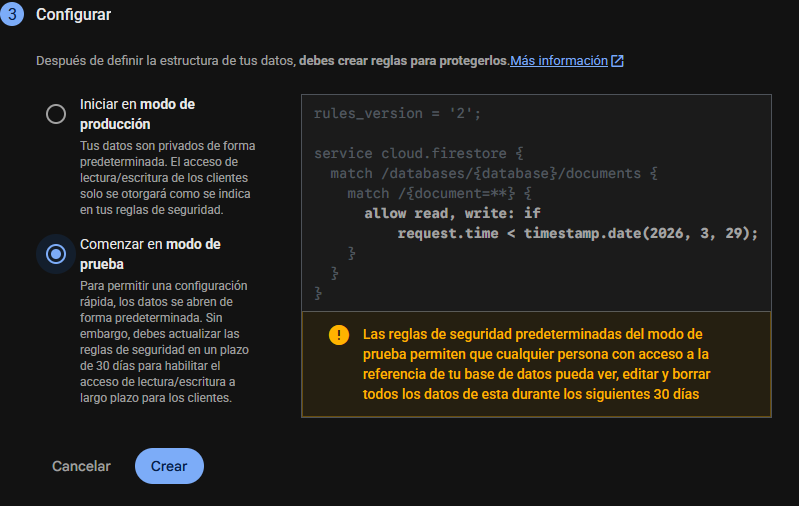 3 Configurar
Después de definir la estructura de tus datos, debes crear reglas para protegerlos.Más información
Iniciar en modo de
producción
Tus datos son privados de forma
predeterminada. El acceso de
lectura/escritura de los clientes
solo se otorgará como se indica
en tus reglas de seguridad.
Comenzar en modo de
prueba
Para permitir una configuración
rápida, los datos se abren de
forma predeterminada. Sin
embargo, debes actualizar las
reglas de seguridad en un plazo
de 30 días para habilitar el
acceso de lectura/escritura a
largo plazo para los clientes.
rules_version = '2';
service cloud.firestore {
match /databases/{database}/documents {
match /{document=**} {
allow read, write: if
request.time < timestamp.date(2026, 3, 29);
}
}
}
Las reglas de seguridad predeterminadas del modo de
prueba permiten que cualquier persona con acceso a la
referencia de tu base de datos pueda ver, editar y borrar
todos los datos de esta durante los siguientes 30 días
Cancelar Crear